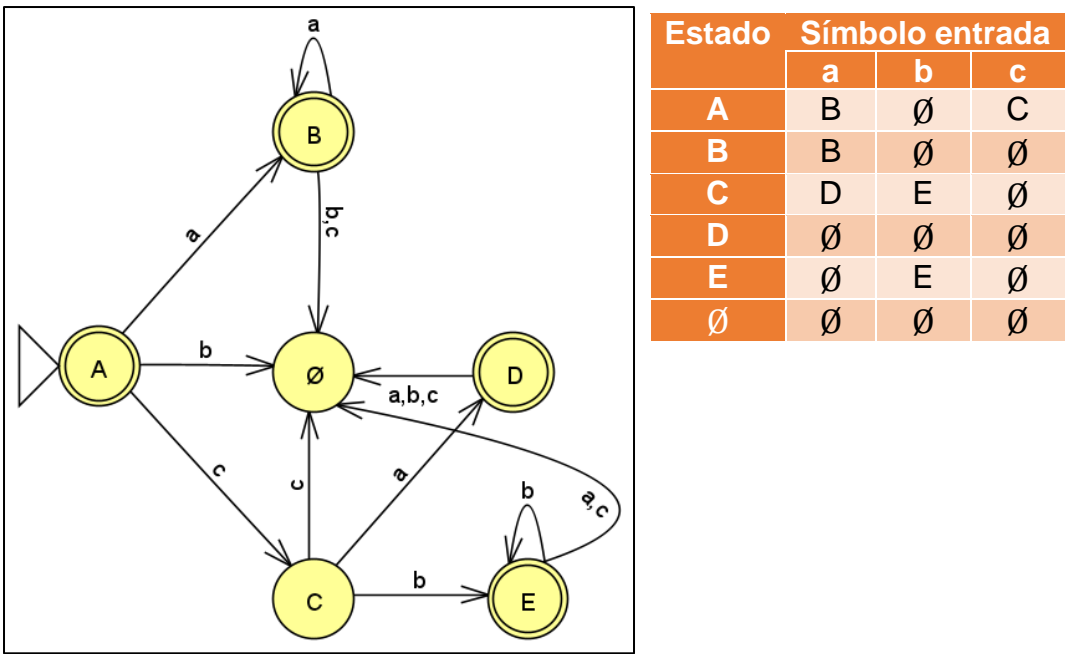 a
B
b,c
a
A
b
Ø
D
a,b,c
c
c
a
b
a,c
C
b
E
Estado Símbolo entrada
a b c
A B Ø C
B B Ø Ø
C D E Ø
D Ø Ø Ø
E Ø E Ø
Ø Ø Ø Ø